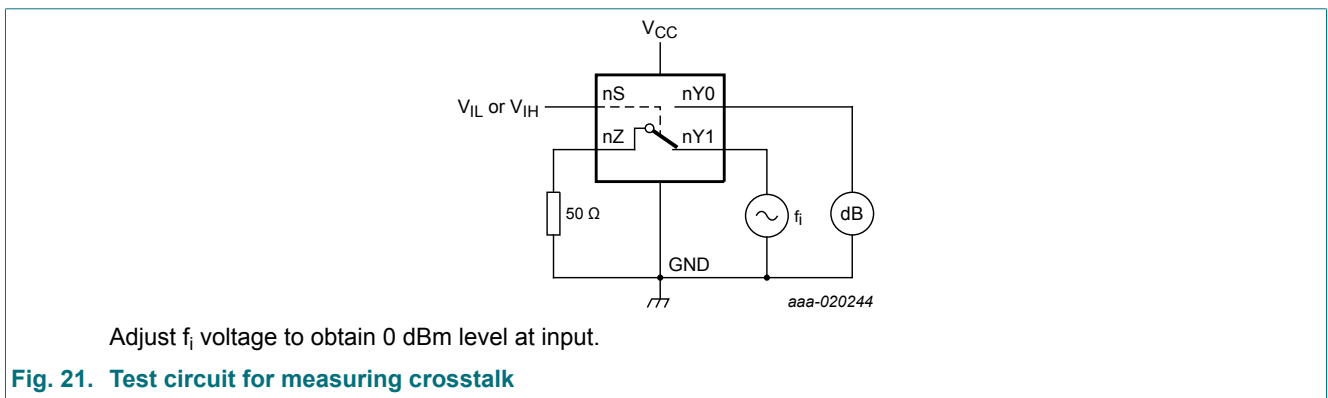 VCC
nS
nY0
VIL or VIH
nZ
nY1
50 Ω
fi
dB
GND
aaa-020244
Adjust fi voltage to obtain 0 dBm level at input.
Fig. 21. Test circuit for measuring crosstalk